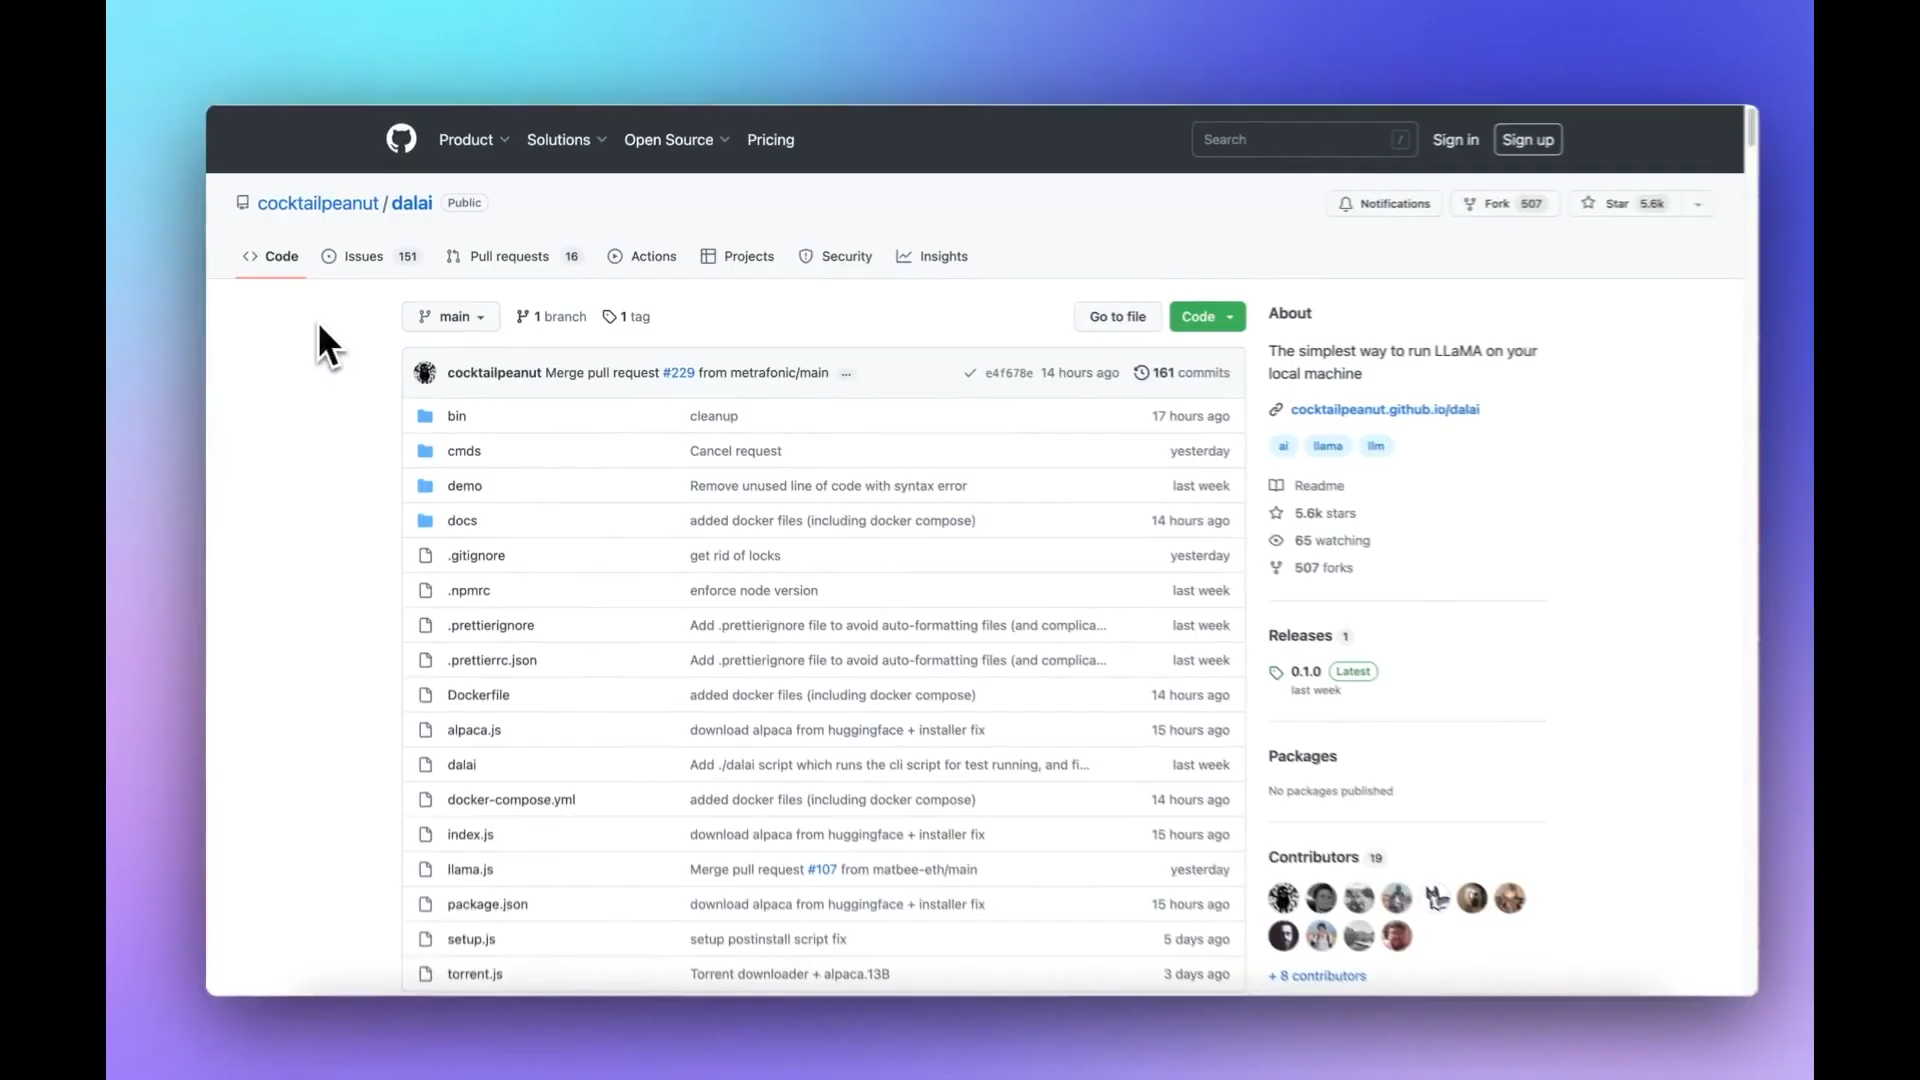 Product Solutions Open Source Pricing Search / Sign in Sign up
cocktailpeanut / dalai Public Notifications Fork 507 Star 5.6k
Code Issues 151 Pull requests 16 Actions Projects Security Insights
main 1 branch 1 tag Go to file Code
cocktailpeanut Merge pull request #229 from metrafonic/main ... e4f678e 14 hours ago 161 commits
bin cleanup 17 hours ago
cmds Cancel request yesterday
demo Remove unused line of code with syntax error last week
docs added docker files (including docker compose) 14 hours ago
.gitignore get rid of locks yesterday
.npmrc enforce node version last week
.prettierignore Add .prettierignore file to avoid auto-formatting files (and complica... last week
.prettierrc.json Add .prettierignore file to avoid auto-formatting files (and complica... last week
Dockerfile added docker files (including docker compose) 14 hours ago
alpaca.js download alpaca from huggingface + installer fix 15 hours ago
dalai Add ./dalai script which runs the cli script for test running, and fi... last week
docker-compose.yml added docker files (including docker compose) 14 hours ago
index.js download alpaca from huggingface + installer fix 15 hours ago
llama.js Merge pull request #107 from matbee-eth/main yesterday
package.json download alpaca from huggingface + installer fix 15 hours ago
setup.js setup postinstall script fix 5 days ago
torrent.js Torrent downloader + alpaca.13B 3 days ago
About
The simplest way to run LLaMA on your
local machine
cocktailpeanut.github.io/dalai
ai llama llm
Readme
5.6k stars
65 watching
507 forks
Releases 1
0.1.0 Latest
last week
Packages
No packages published
Contributors 19
+ 8 contributors